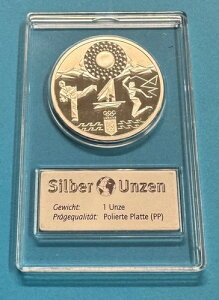 Silber Unzen
Gewicht: 1 Unze
Prägequalität: Polierte Platte (PP)